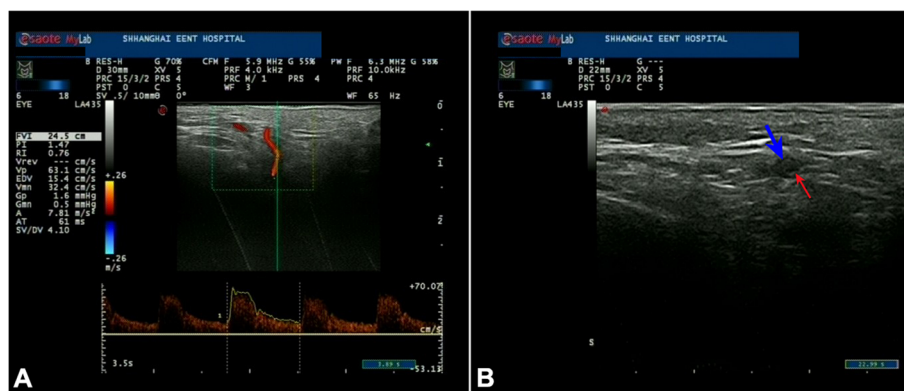 esaote MyLab
SHHANGHAI EENT HOSPITAL
B RES-H G 70% CFM F 5.9 MHz G 55% PW F 6.3 MHz G 58%
D 30mm XV 5 PRF 4.0 kHz PRF 10.0kHz
PRC 15/3/2 PRS 4 PRC M/ 1 PRS 4 PRC 4
PST 0 C 5 WF 3
SV .5/ 10mmθ 0° WF 65 Hz
6 18
EYE LA435
0
FVI 24.5 cm
PI 1.47
RI 0.76
Vrev --- cm/s
Vp 63.1 cm/s
EDV 15.4 cm/s
Vmn 32.4 cm/s
Gp 1.6 mmHg
Gmn 0.5 mmHg
A 7.81 m/s²
AT 61 ms
SV/DV 4.10
1
+.26
2
-.26
m/s
+70.07
1
cm/s
3.5s
3.89 s
-53.13
A
esaote MyLab
SHHANGHAI EENT HOSPITAL
B RES-H G ---
D 22mm XV 5
PRC 15/3/2 PRS 4
PST 0 C 5
6 18
EYE LA435
S
22.99 s
B